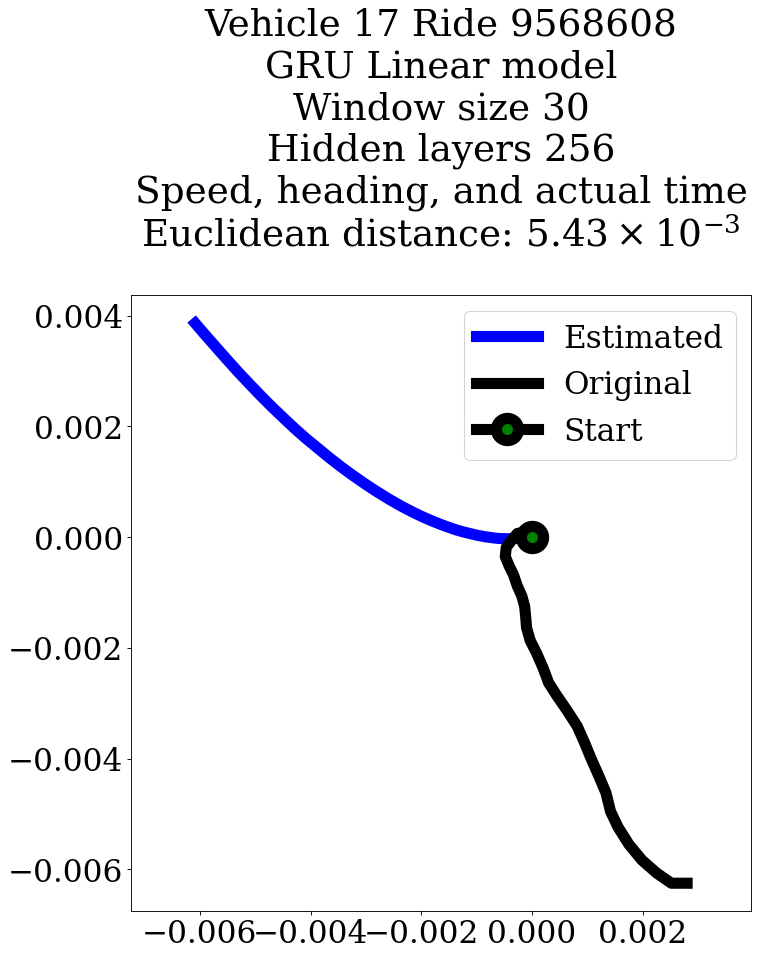 Vehicle 17 Ride 9568608
GRU Linear model
Window size 30
Hidden layers 256
Speed, heading, and actual time
Euclidean distance: 5.43 × 10⁻³
Estimated
Original
Start
0.004
0.002
0.000
−0.002
−0.004
−0.006
−0.006 −0.004 −0.002 0.000 0.002